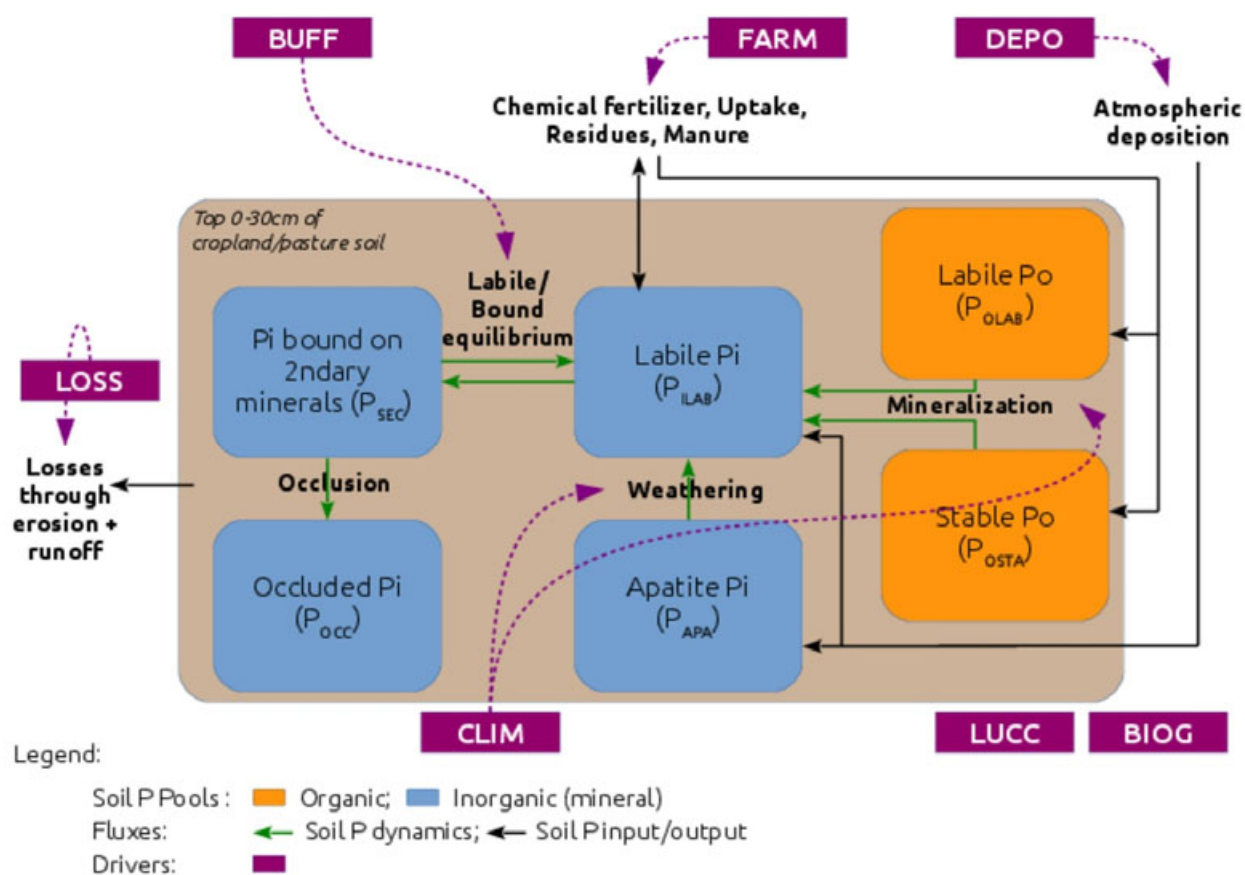 BUFF
FARM
DEPO
Chemical fertilizer, Uptake,
Residues, Manure
Atmospheric
deposition
Top 0-30cm of
cropland/pasture soil
Labile/
Bound
equilibrium
Pi bound on
2ndary
minerals (PSEC)
Labile Pi
(PILAB)
Labile Po
(POLAB)
Mineralization
LOSS
Losses
through
erosion +
runoff
Occlusion
Weathering
Stable Po
(POSTA)
Occluded Pi
(POCC)
Apatite Pi
(PAPA)
CLIM
LUCC
BIOG
Legend:
Soil P Pools : Organic; Inorganic (mineral)
Fluxes: Soil P dynamics; Soil P input/output
Drivers: